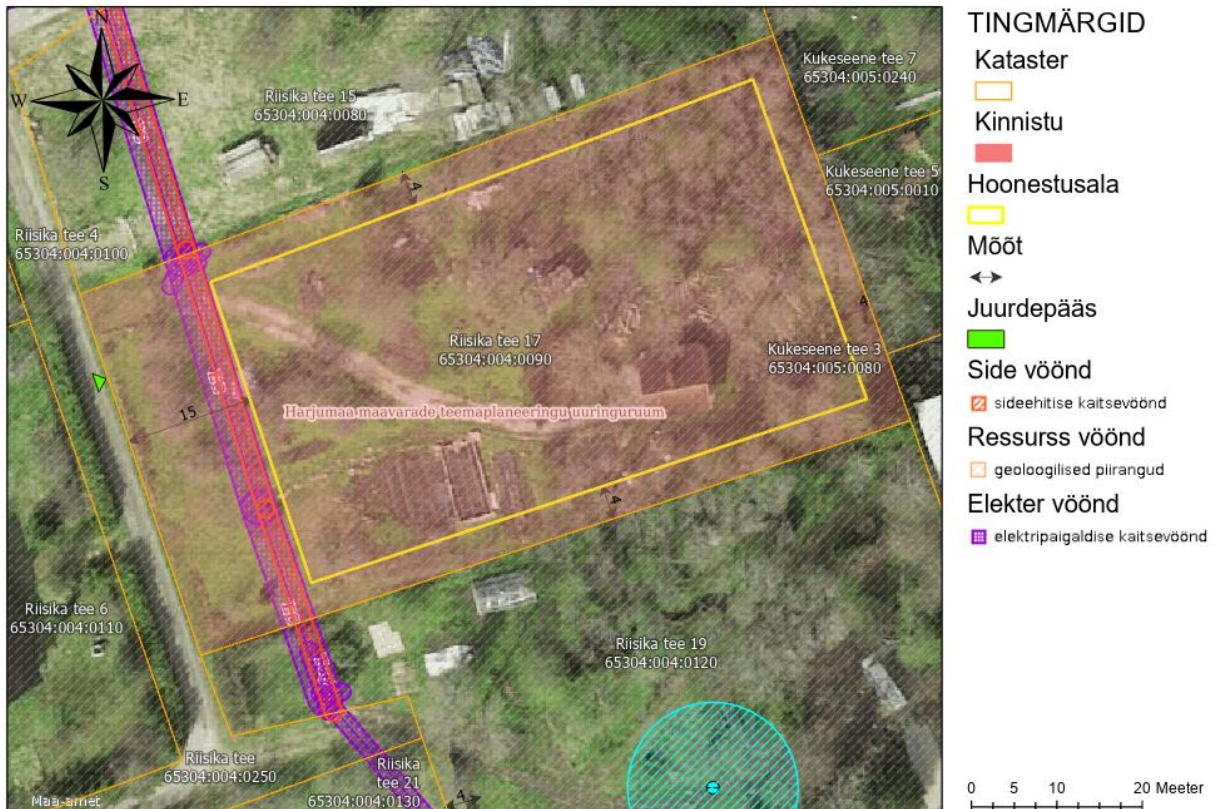 N
W
E
S
Riisika tee 15
65304:004:0080
Kukeseene tee 7
65304:005:0240
Kukeseene tee 5
65304:005:0010
4
Riisika tee 4
65304:004:0100
4
Riisika tee 17
65304:004:0090
Kukeseene tee 3
65304:005:0080
15
Harjumaa maavarade teemaplaneeringu uuringuruum
4
Riisika tee 6
65304:004:0110
Riisika tee 19
65304:004:0120
Riisika tee
65304:004:0250
Riisika
tee 21
65304:004:0130
4
Maa-amet
TINGMÄRGID
Kataster
Kinnistu
Hoonestusala
Mõõt
Juurdepääs
Side vöönd
sideehitise kaitsevöönd
Ressurss vöönd
geoloogilised piirangud
Elekter vöönd
elektripaigaldise kaitsevöönd
0 5 10 20 Meeter